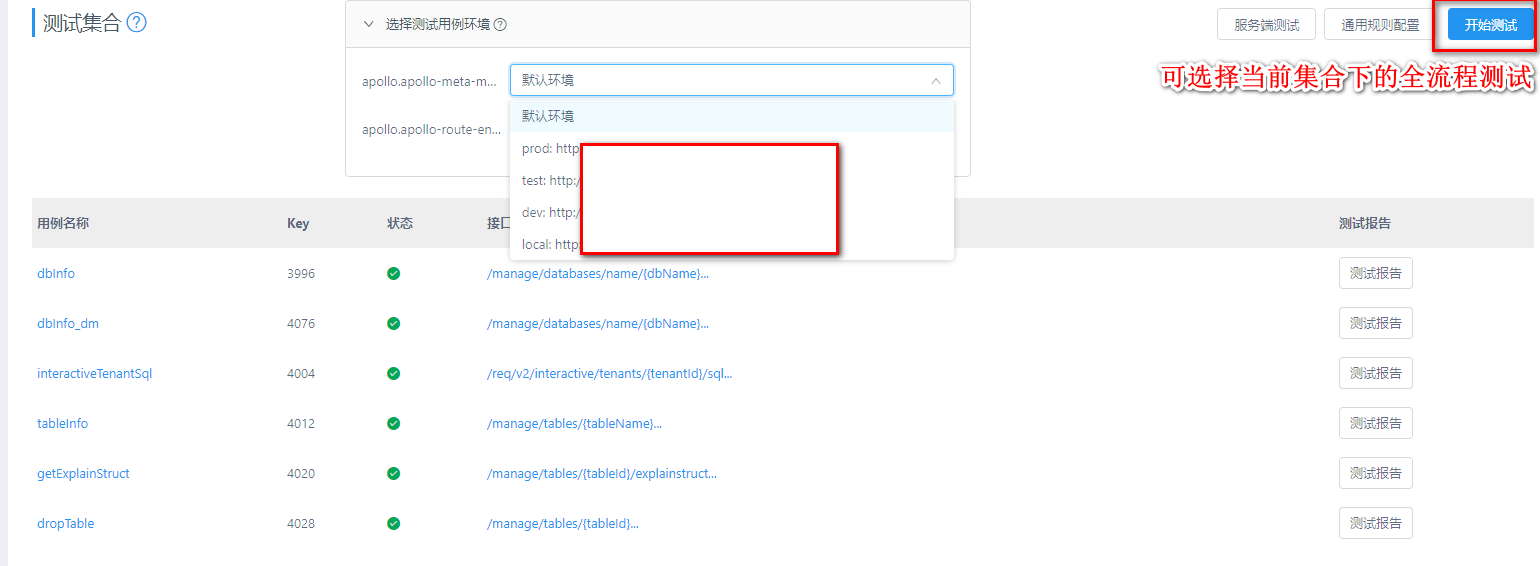 测试集合
选择测试用例环境
服务端测试
通用规则配置
开始测试
可选择当前集合下的全流程测试
apollo.apollo-meta-m...
默认环境
默认环境
apollo.apollo-route-en...
prod: http
test: http:/
dev: http:/
local: http:
用例名称 Key 状态 接口 测试报告
dbInfo 3996 /manage/databases/name/{dbName}... 测试报告
dbInfo_dm 4076 /manage/databases/name/{dbName}... 测试报告
interactiveTenantSql 4004 /req/v2/interactive/tenants/{tenantId}/sql... 测试报告
tableInfo 4012 /manage/tables/{tableName}... 测试报告
getExplainStruct 4020 /manage/tables/{tableId}/explainstruct... 测试报告
dropTable 4028 /manage/tables/{tableId}... 测试报告